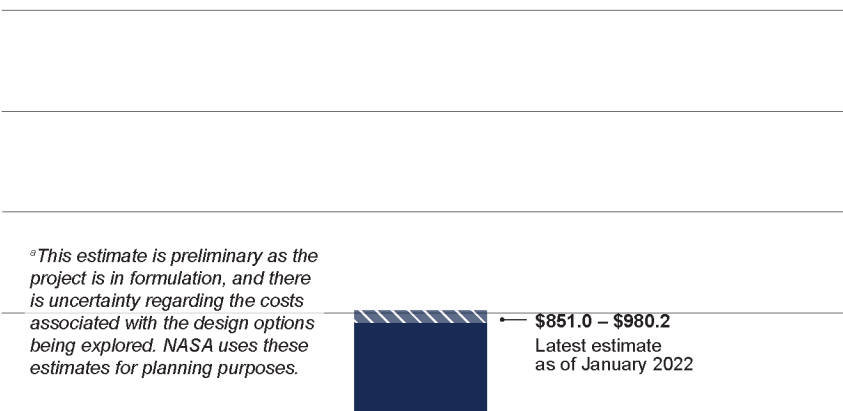 ᵃThis estimate is preliminary as the
project is in formulation, and there
is uncertainty regarding the costs
associated with the design options
being explored. NASA uses these
estimates for planning purposes.
$851.0 – $980.2
Latest estimate
as of January 2022